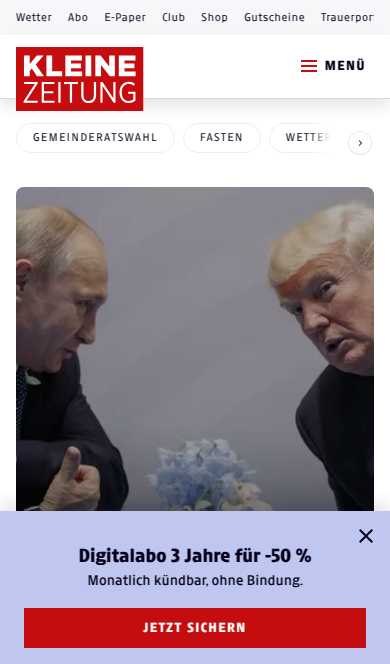 Wetter Abo E-Paper Club Shop Gutscheine Trauerpor
KLEINE
ZEITUNG
MENÜ
GEMEINDERATSWAHL FASTEN WETTER
Digitalabo 3 Jahre für -50 %
Monatlich kündbar, ohne Bindung.
JETZT SICHERN